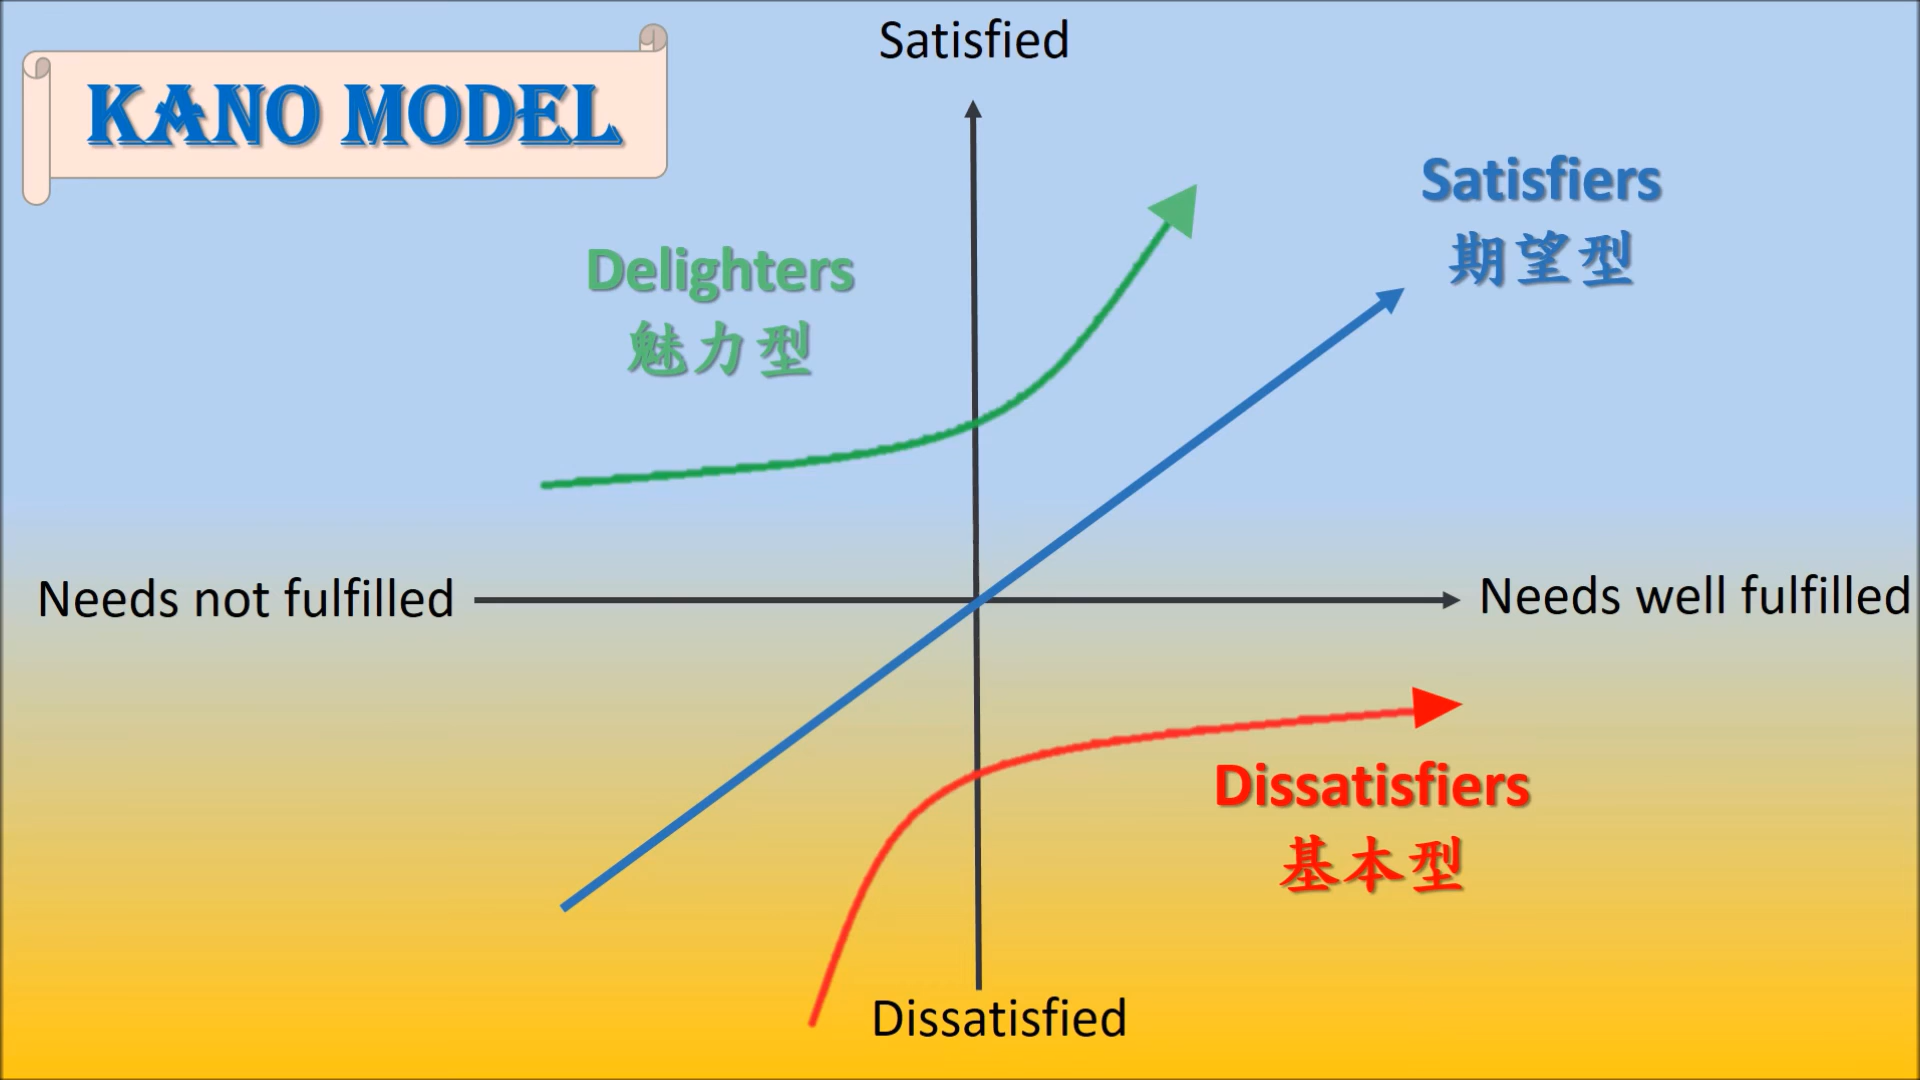 Satisfied
KANO MODEL
Satisfiers
期望型
Delighters
魅力型
Needs not fulfilled
Needs well fulfilled
Dissatisfiers
基本型
Dissatisfied